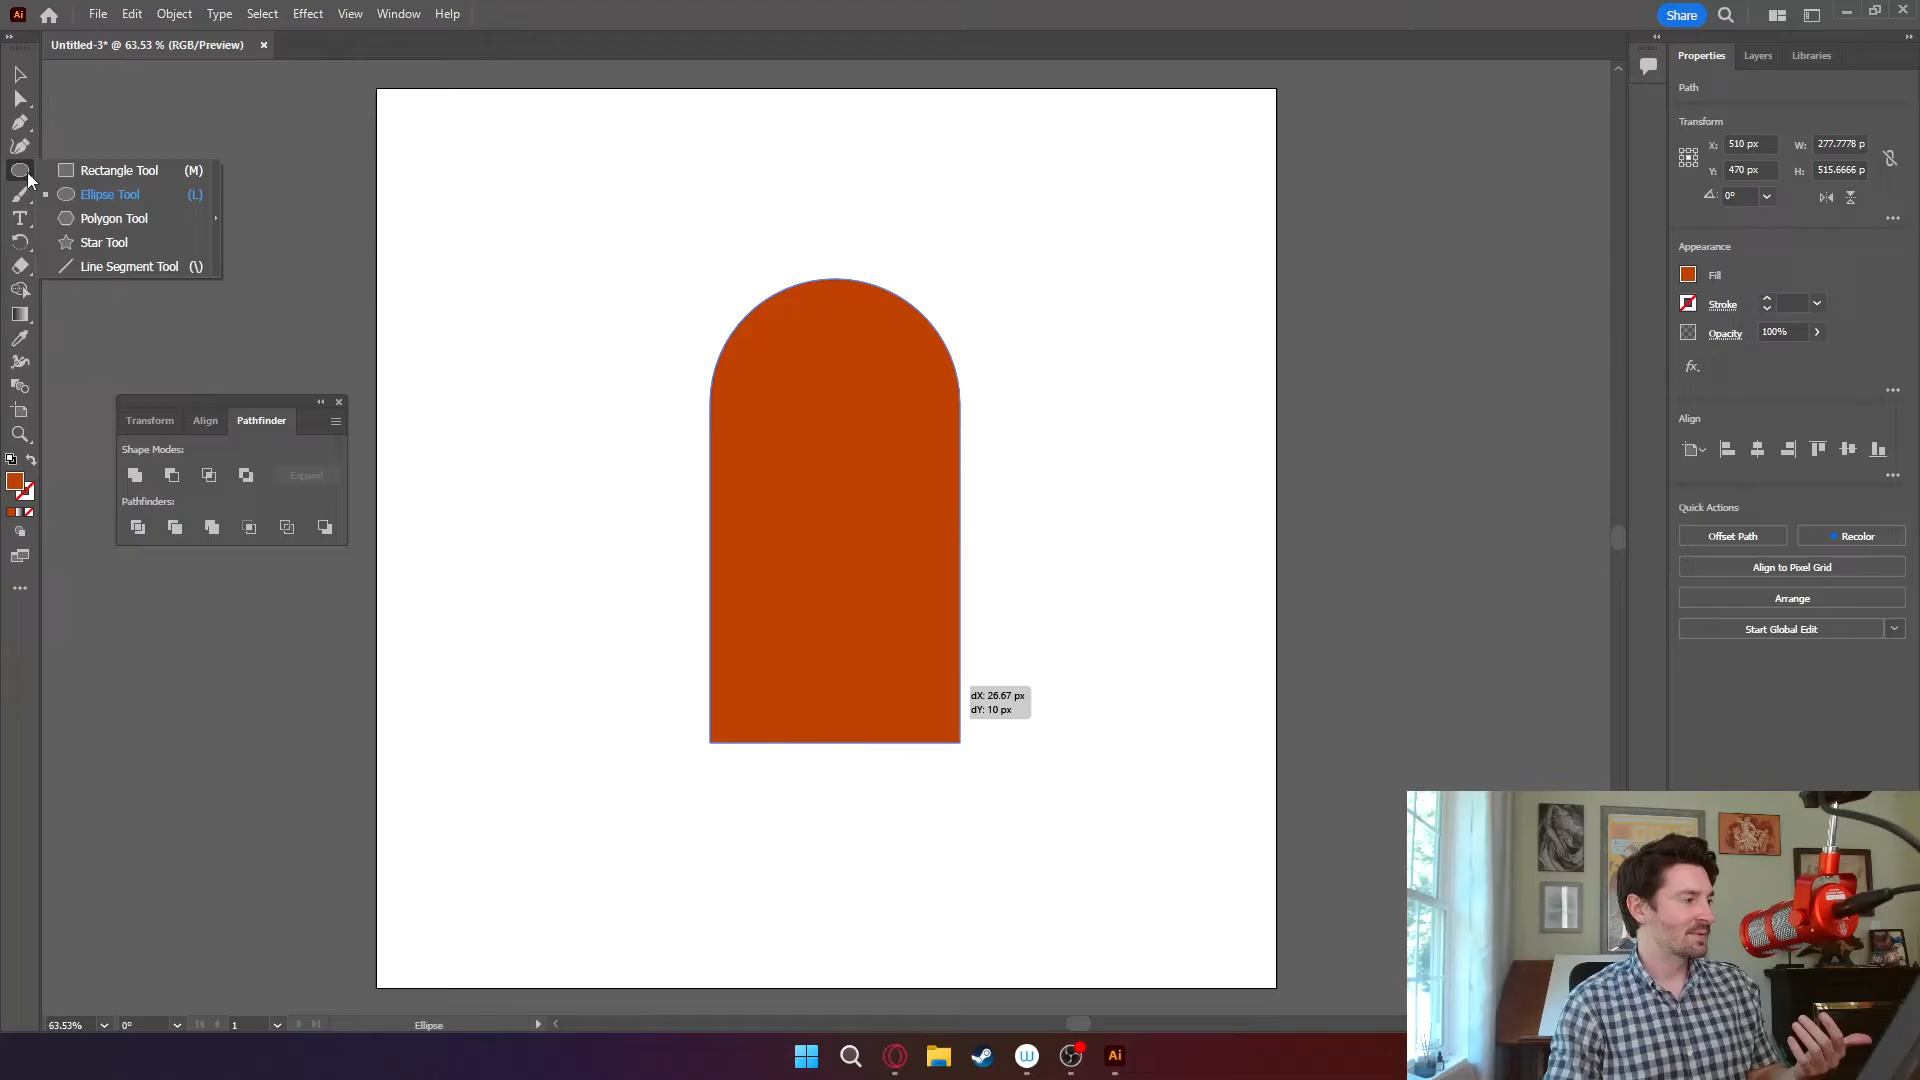 Ai
File
Edit
Object
Type
Select
Effect
View
Window
Help
Share
Untitled-3* @ 63.53 % (RGB/Preview)
Rectangle Tool (M)
Ellipse Tool (L)
Polygon Tool
Star Tool
Line Segment Tool (\)
Transform
Align
Pathfinder
Shape Modes:
Expand
Pathfinders:
dX: 26.67 px
dY: 10 px
Properties
Layers
Libraries
Path
Transform
X: 510 px
W: 277.7778 p
Y: 470 px
H: 515.6666 p
0°
Appearance
Fill
Stroke
Opacity 100%
fx.
Align
Quick Actions
Offset Path
Recolor
Align to Pixel Grid
Arrange
Start Global Edit
63.53%
0°
1
Ellipse
W
Ai